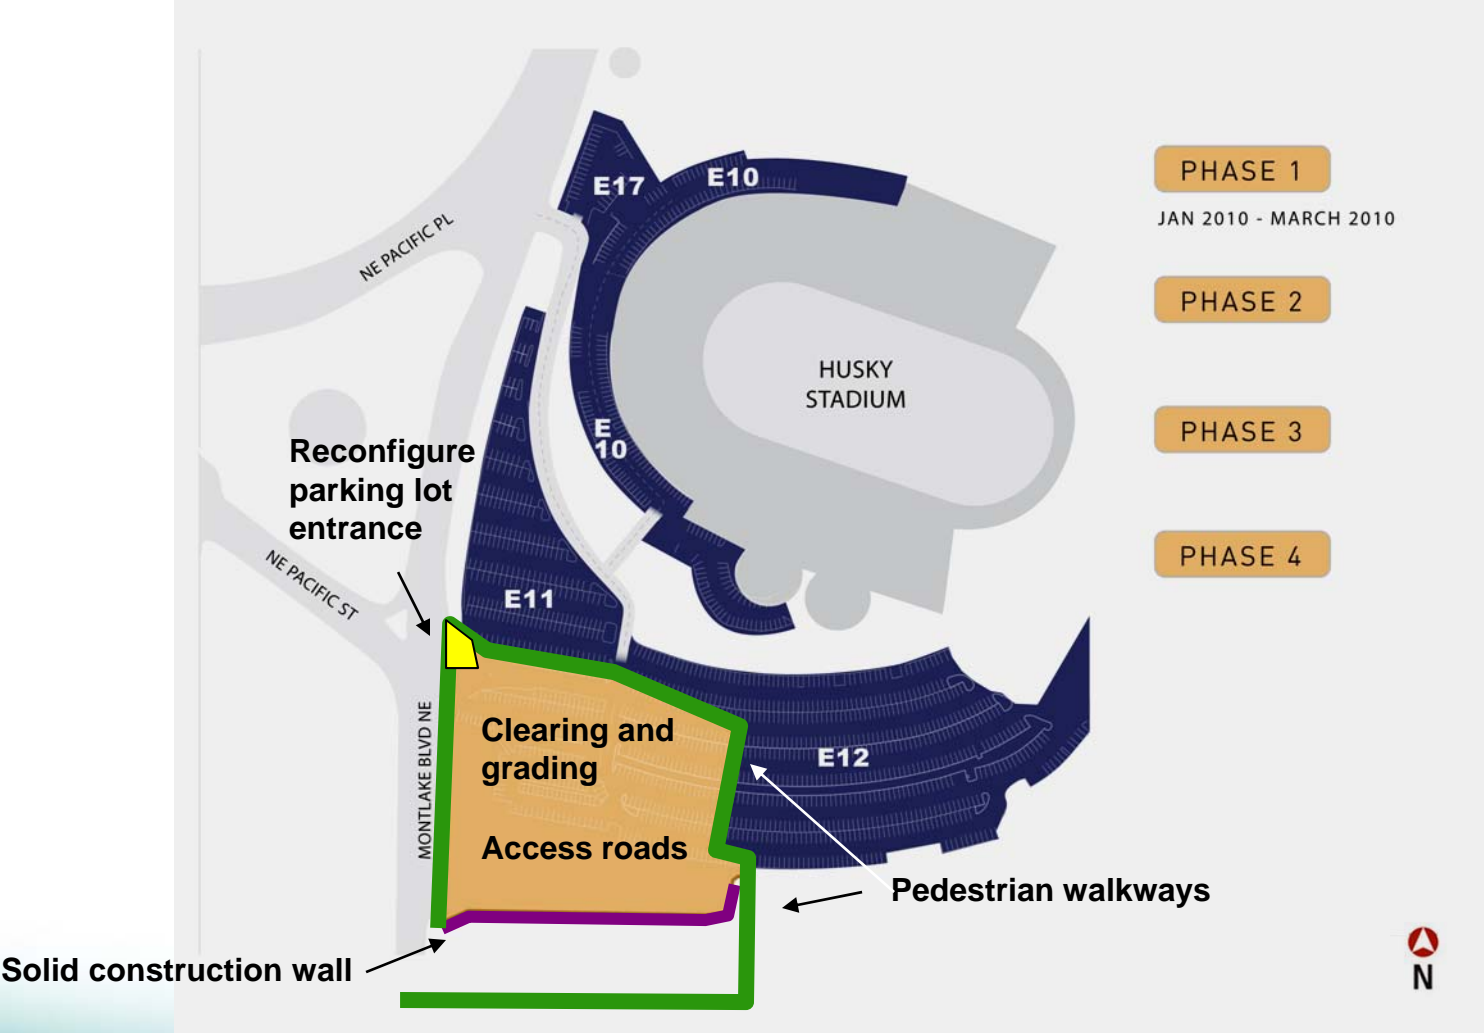 PHASE 1
JAN 2010 - MARCH 2010
PHASE 2
PHASE 3
PHASE 4
E17
E10
NE PACIFIC PL
HUSKY
STADIUM
E
10
Reconfigure
parking lot
entrance
NE PACIFIC ST
E11
MONTLAKE BLVD NE
Clearing and
grading
E12
Access roads
Pedestrian walkways
Solid construction wall
N